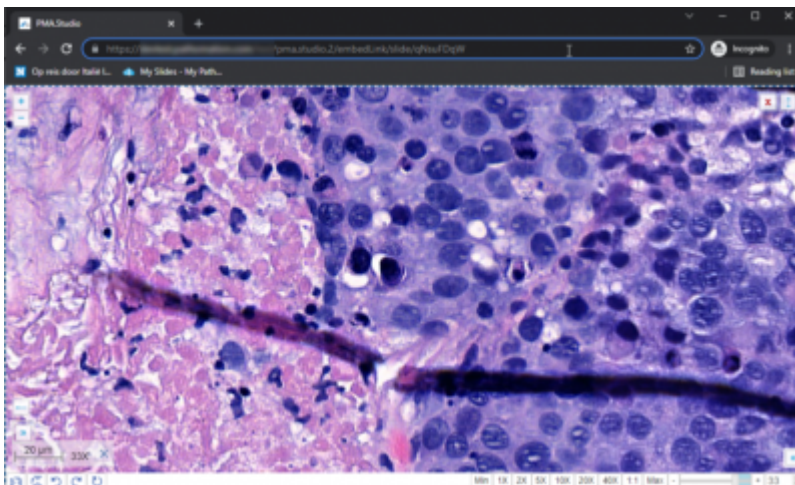 PMA.Studio
https:// /pma.studio.2/embedLink/slide/
Incognito
Op reis door Italië l...
My Slides - My Path...
Reading list
20 µm
33X
Min 1X 2X 5X 10X 20X 40X 1:1 Max - + 33